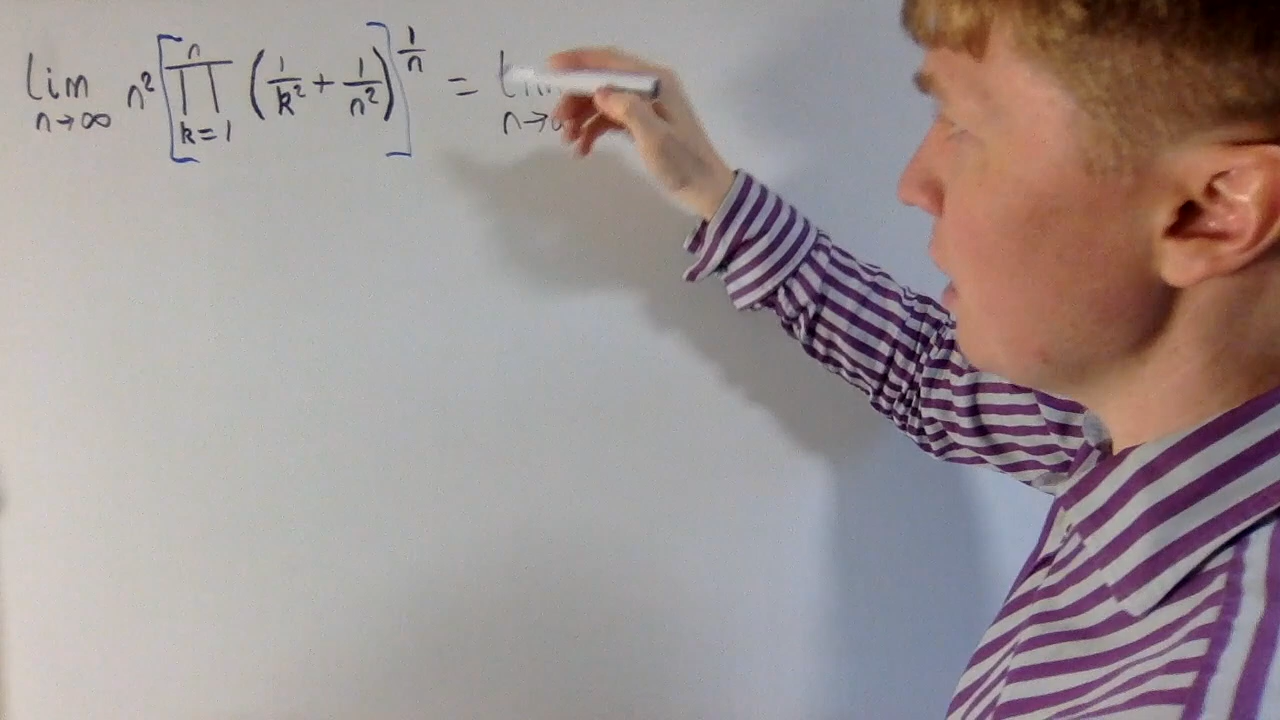 lim n→∞ n² [∏ k=1 n (1/k² + 1/n²)]^(1/n) = lim n→